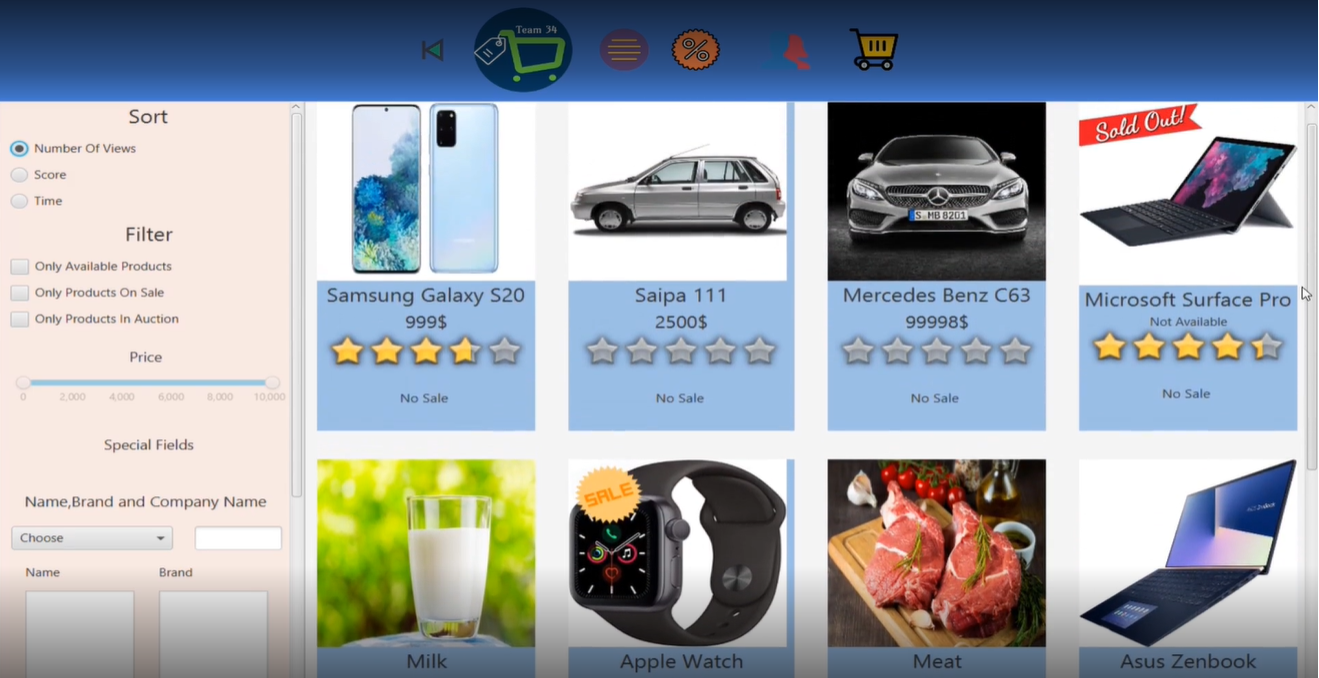 Team 34
Sort
Number Of Views
Score
Time
Filter
Only Available Products
Only Products On Sale
Only Products In Auction
Price
0 2,000 4,000 6,000 8,000 10,000
Special Fields
Name,Brand and Company Name
Choose
Name Brand
Samsung Galaxy S20
999$
No Sale
Saipa 111
2500$
No Sale
S MB 8201
Mercedes Benz C63
99998$
No Sale
Sold Out!
Microsoft Surface Pro
Not Available
No Sale
Milk
SALE
Apple Watch
Meat
Asus Zenbook